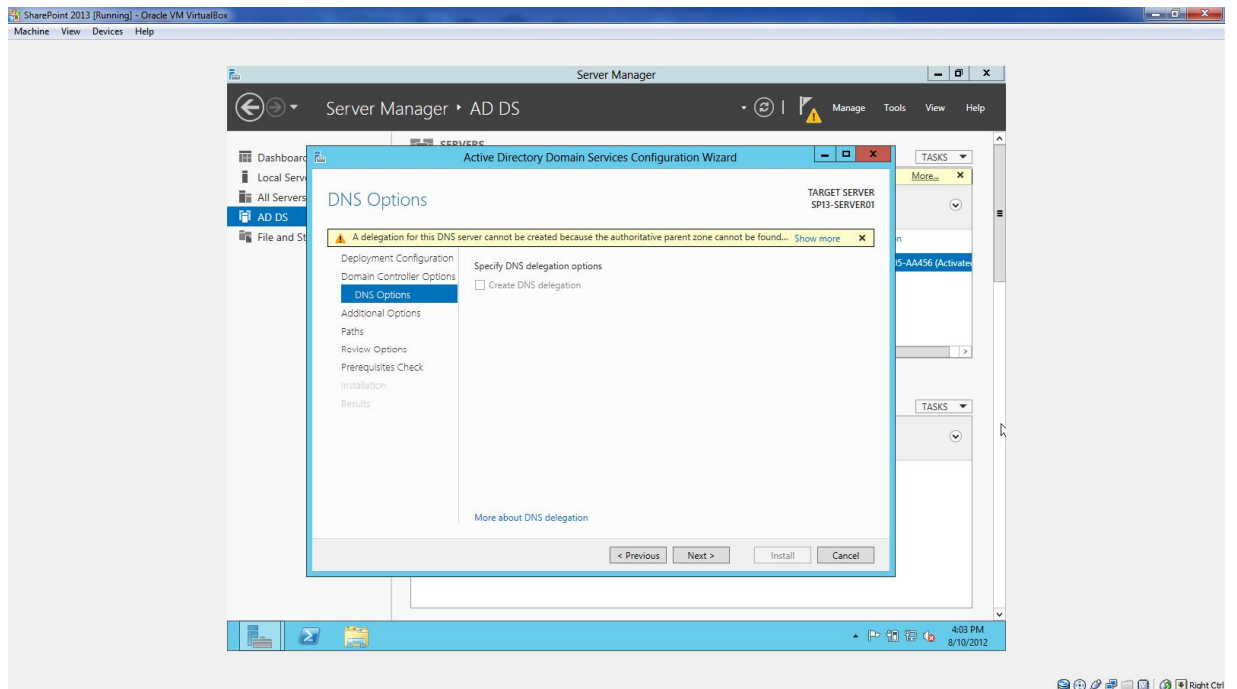 SharePoint 2013 [Running] - Oracle VM VirtualBox
Machine View Devices Help
Server Manager
Server Manager ▸ AD DS
Manage Tools View Help
SERVERS
Dashboard
Local Serv
All Servers
AD DS
File and St
TASKS
More...
Active Directory Domain Services Configuration Wizard
DNS Options
TARGET SERVER
SP13-SERVER01
A delegation for this DNS server cannot be created because the authoritative parent zone cannot be found... Show more
Deployment Configuration
Domain Controller Options
DNS Options
Additional Options
Paths
Review Options
Prerequisites Check
Installation
Results
Specify DNS delegation options
Create DNS delegation
More about DNS delegation
< Previous
Next >
Install
Cancel
on
-AA456 (Activated
TASKS
4:03 PM
8/10/2012
Right Ctrl